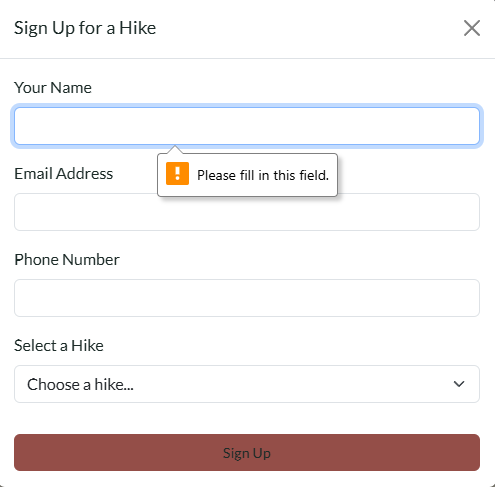 Sign Up for a Hike
Your Name
Please fill in this field.
Email Address
Phone Number
Select a Hike
Choose a hike...
Sign Up